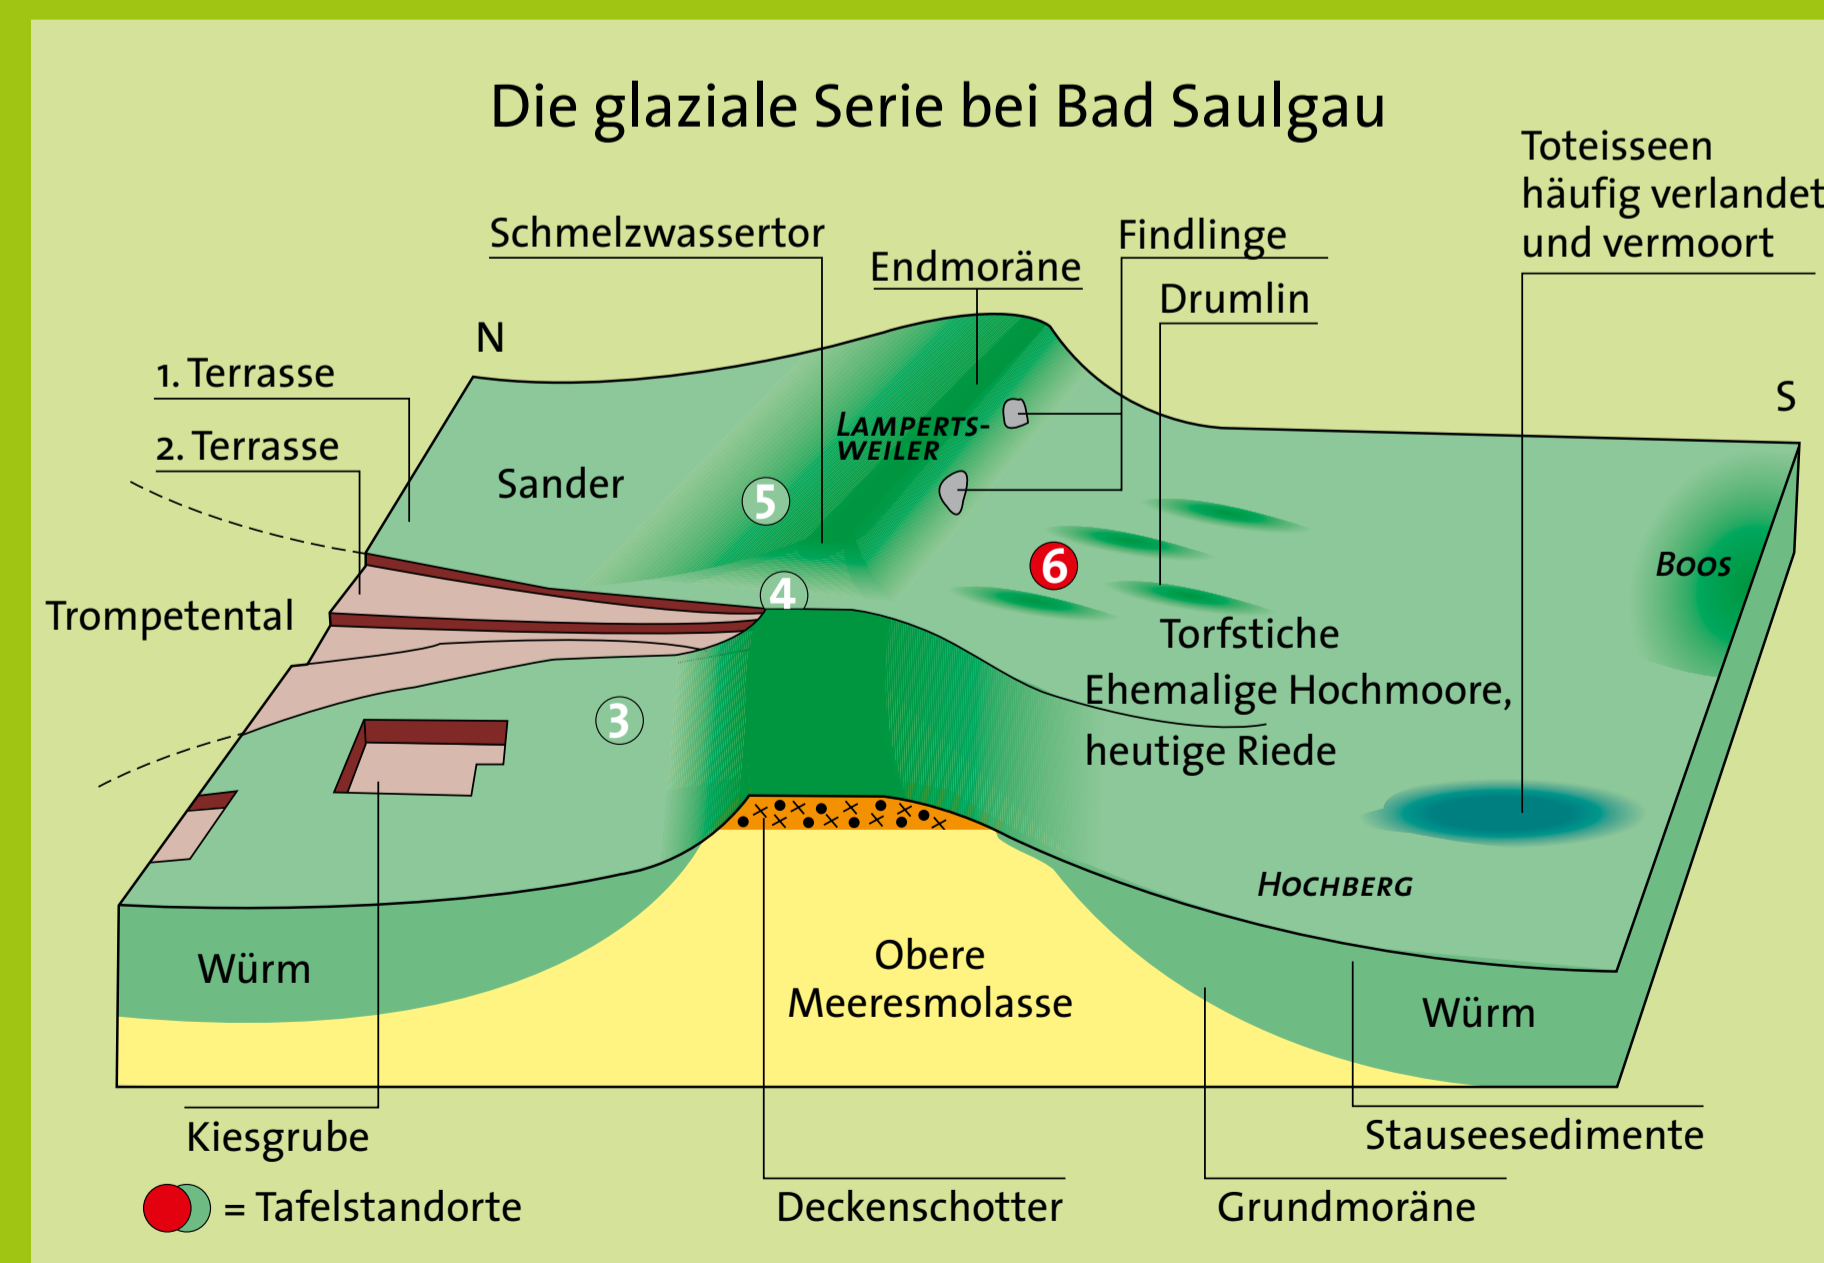 Die glaziale Serie bei Bad Saulgau
Toteisseen
häufig verlandet
und vermoort
Schmelzwassertor
Findlinge
Endmoräne
Drumlin
N
1. Terrasse
S
2. Terrasse
LAMPERTS-
WEILER
Sander
5
6
BOOS
4
Trompetental
Torfstiche
Ehemalige Hochmoore,
heutige Riede
3
HOCHBERG
Würm
Obere
Meeresmolasse
Würm
Kiesgrube
Stauseesedimente
= Tafelstandorte
Deckenschotter
Grundmoräne